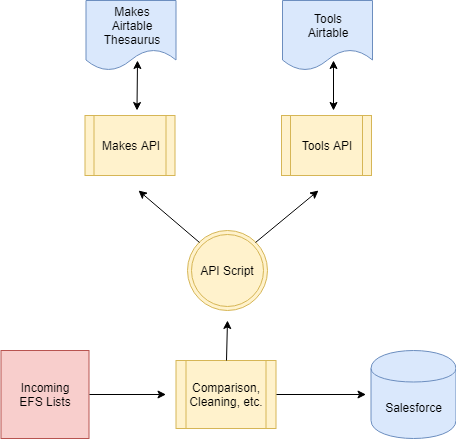 Makes
Airtable
Thesaurus
Tools
Airtable
Makes API
Tools API
API Script
Incoming
EFS Lists
Comparison,
Cleaning, etc.
Salesforce